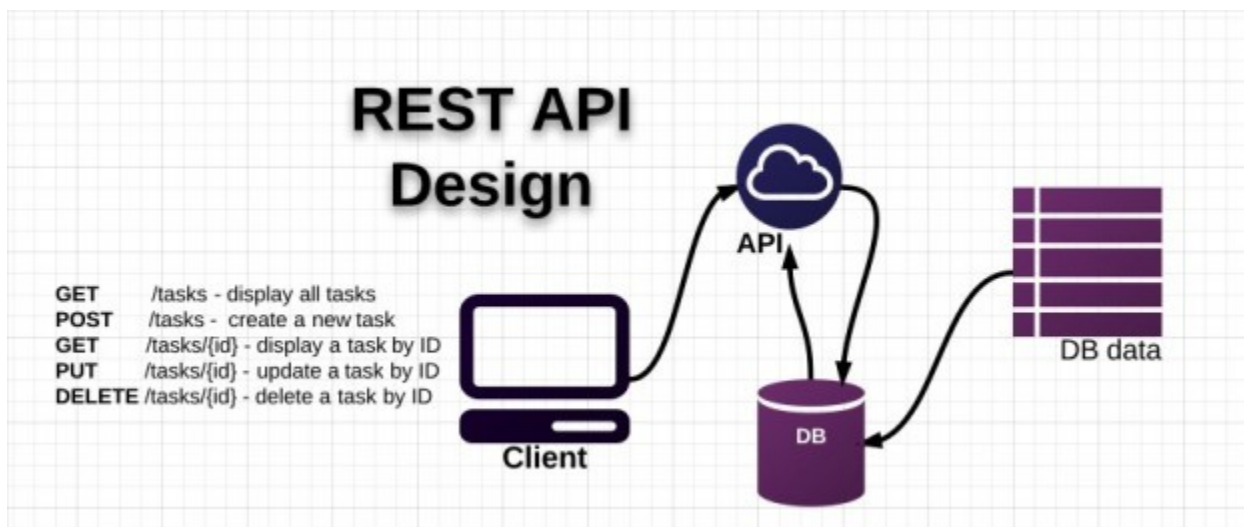 REST API
Design
GET /tasks - display all tasks
POST /tasks - create a new task
GET /tasks/{id} - display a task by ID
PUT /tasks/{id} - update a task by ID
DELETE /tasks/{id} - delete a task by ID
Client
API
DB
DB data